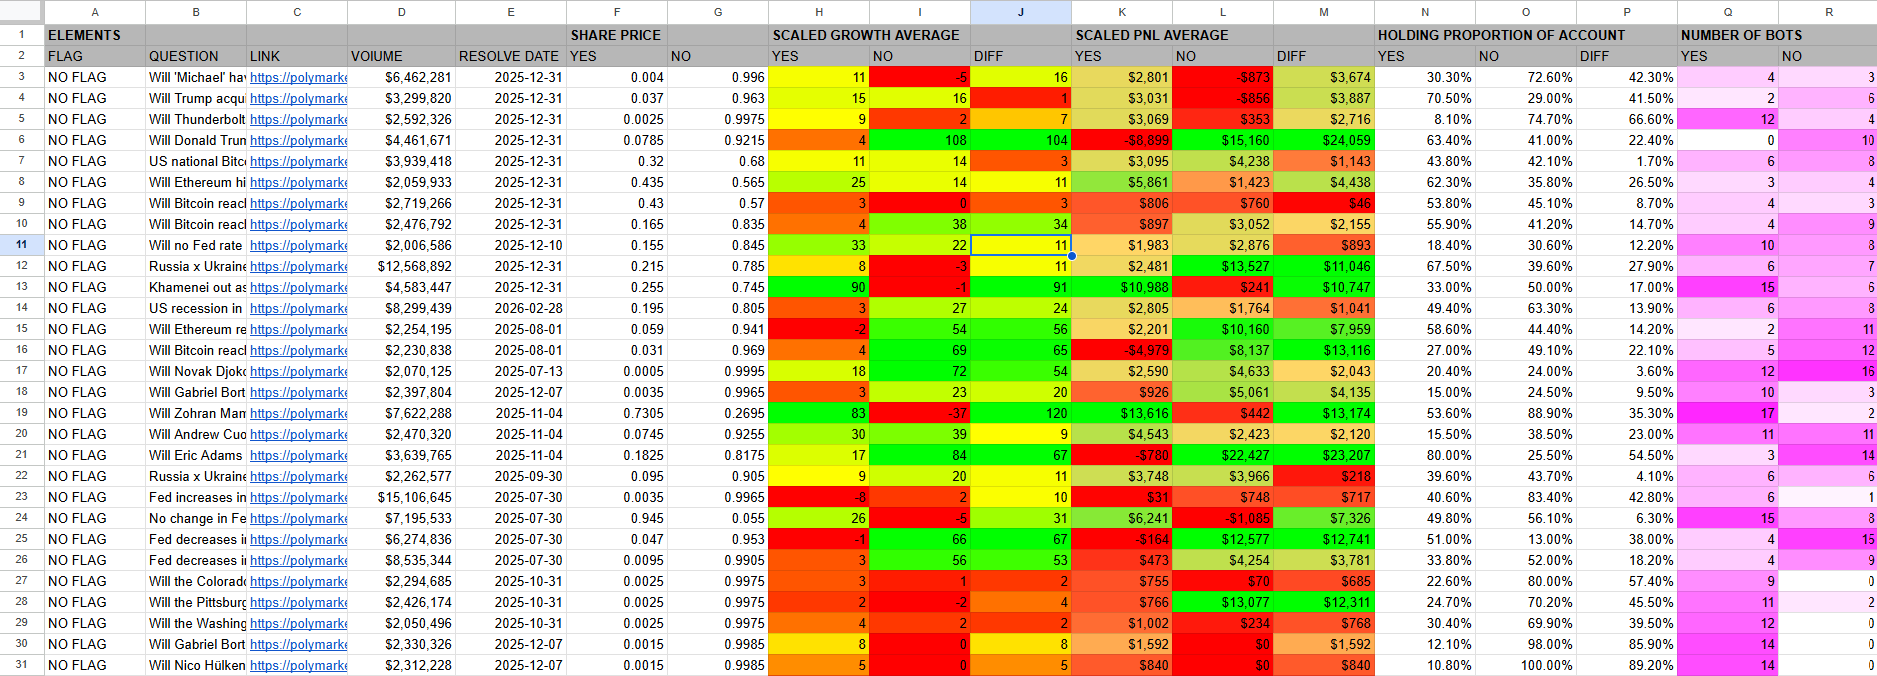 A B C D E F G H I J K L M N O P Q R
1 ELEMENTS SHARE PRICE SCALED GROWTH AVERAGE SCALED PNL AVERAGE HOLDING PROPORTION OF ACCOUNT NUMBER OF BOTS
2 FLAG QUESTION LINK VOlUME RESOLVE DATE YES NO YES NO DIFF YES NO DIFF YES NO DIFF YES NO
3 NO FLAG Will 'Michael' hav https://polymarke $6,462,281 2025-12-31 0.004 0.996 11 -5 16 $2,801 -$873 $3,674 30.30% 72.60% 42.30% 4 3
4 NO FLAG Will Trump acqui https://polymarke $3,299,820 2025-12-31 0.037 0.963 15 16 1 $3,031 -$856 $3,887 70.50% 29.00% 41.50% 2 6
5 NO FLAG Will Thunderbolt https://polymarke $2,592,326 2025-12-31 0.0025 0.9975 9 2 7 $3,069 $353 $2,716 8.10% 74.70% 66.60% 12 4
6 NO FLAG Will Donald Trun https://polymarke $4,461,671 2025-12-31 0.0785 0.9215 4 108 104 -$8,899 $15,160 $24,059 63.40% 41.00% 22.40% 0 10
7 NO FLAG US national Bitc https://polymarke $3,939,418 2025-12-31 0.32 0.68 11 14 3 $3,095 $4,238 $1,143 43.80% 42.10% 1.70% 6 8
8 NO FLAG Will Ethereum hi https://polymarke $2,059,933 2025-12-31 0.435 0.565 25 14 11 $5,861 $1,423 $4,438 62.30% 35.80% 26.50% 3 4
9 NO FLAG Will Bitcoin reacl https://polymarke $2,719,266 2025-12-31 0.43 0.57 3 0 3 $806 $760 $46 53.80% 45.10% 8.70% 4 3
10 NO FLAG Will Bitcoin reacl https://polymarke $2,476,792 2025-12-31 0.165 0.835 4 38 34 $897 $3,052 $2,155 55.90% 41.20% 14.70% 4 9
11 NO FLAG Will no Fed rate https://polymarke $2,006,586 2025-12-10 0.155 0.845 33 22 11 $1,983 $2,876 $893 18.40% 30.60% 12.20% 10 8
12 NO FLAG Russia x Ukraine https://polymarke $12,568,892 2025-12-31 0.215 0.785 8 -3 11 $2,481 $13,527 $11,046 67.50% 39.60% 27.90% 6 7
13 NO FLAG Khamenei out as https://polymarke $4,583,447 2025-12-31 0.255 0.745 90 -1 91 $10,988 $241 $10,747 33.00% 50.00% 17.00% 15 6
14 NO FLAG US recession in https://polymarke $8,299,439 2026-02-28 0.195 0.805 3 27 24 $2,805 $1,764 $1,041 49.40% 63.30% 13.90% 6 8
15 NO FLAG Will Ethereum re https://polymarke $2,254,195 2025-08-01 0.059 0.941 -2 54 56 $2,201 $10,160 $7,959 58.60% 44.40% 14.20% 2 11
16 NO FLAG Will Bitcoin reacl https://polymarke $2,230,838 2025-08-01 0.031 0.969 4 69 65 -$4,979 $8,137 $13,116 27.00% 49.10% 22.10% 5 12
17 NO FLAG Will Novak Djok https://polymarke $2,070,125 2025-07-13 0.0005 0.9995 18 72 54 $2,590 $4,633 $2,043 20.40% 24.00% 3.60% 12 16
18 NO FLAG Will Gabriel Bort https://polymarke $2,397,804 2025-12-07 0.0035 0.9965 3 23 20 $926 $5,061 $4,135 15.00% 24.50% 9.50% 10 3
19 NO FLAG Will Zohran Mam https://polymarke $7,622,288 2025-11-04 0.7305 0.2695 83 -37 120 $13,616 $442 $13,174 53.60% 88.90% 35.30% 17 2
20 NO FLAG Will Andrew Cuo https://polymarke $2,470,320 2025-11-04 0.0745 0.9255 30 39 9 $4,543 $2,423 $2,120 15.50% 38.50% 23.00% 11 11
21 NO FLAG Will Eric Adams https://polymarke $3,639,765 2025-11-04 0.1825 0.8175 17 84 67 -$780 $22,427 $23,207 80.00% 25.50% 54.50% 3 14
22 NO FLAG Russia x Ukraine https://polymarke $2,262,577 2025-09-30 0.095 0.905 9 20 11 $3,748 $3,966 $218 39.60% 43.70% 4.10% 6 6
23 NO FLAG Fed increases in https://polymarke $15,106,645 2025-07-30 0.0035 0.9965 -8 2 10 $31 $748 $717 40.60% 83.40% 42.80% 6 1
24 NO FLAG No change in Fe https://polymarke $7,195,533 2025-07-30 0.945 0.055 26 -5 31 $6,241 -$1,085 $7,326 49.80% 56.10% 6.30% 15 8
25 NO FLAG Fed decreases i https://polymarke $6,274,836 2025-07-30 0.047 0.953 -1 66 67 -$164 $12,577 $12,741 51.00% 13.00% 38.00% 4 15
26 NO FLAG Fed decreases i https://polymarke $8,535,344 2025-07-30 0.0095 0.9905 3 56 53 $473 $4,254 $3,781 33.80% 52.00% 18.20% 4 9
27 NO FLAG Will the Colorad https://polymarke $2,294,685 2025-10-31 0.0025 0.9975 3 1 2 $755 $70 $685 22.60% 80.00% 57.40% 9 0
28 NO FLAG Will the Pittsburg https://polymarke $2,426,174 2025-10-31 0.0025 0.9975 2 -2 4 $766 $13,077 $12,311 24.70% 70.20% 45.50% 11 2
29 NO FLAG Will the Washing https://polymarke $2,050,496 2025-10-31 0.0025 0.9975 4 2 2 $1,002 $234 $768 30.40% 69.90% 39.50% 12 0
30 NO FLAG Will Gabriel Bort https://polymarke $2,330,326 2025-12-07 0.0015 0.9985 8 0 8 $1,592 $0 $1,592 12.10% 98.00% 85.90% 14 0
31 NO FLAG Will Nico Hülken https://polymarke $2,312,228 2025-12-07 0.0015 0.9985 5 0 5 $840 $0 $840 10.80% 100.00% 89.20% 14 0